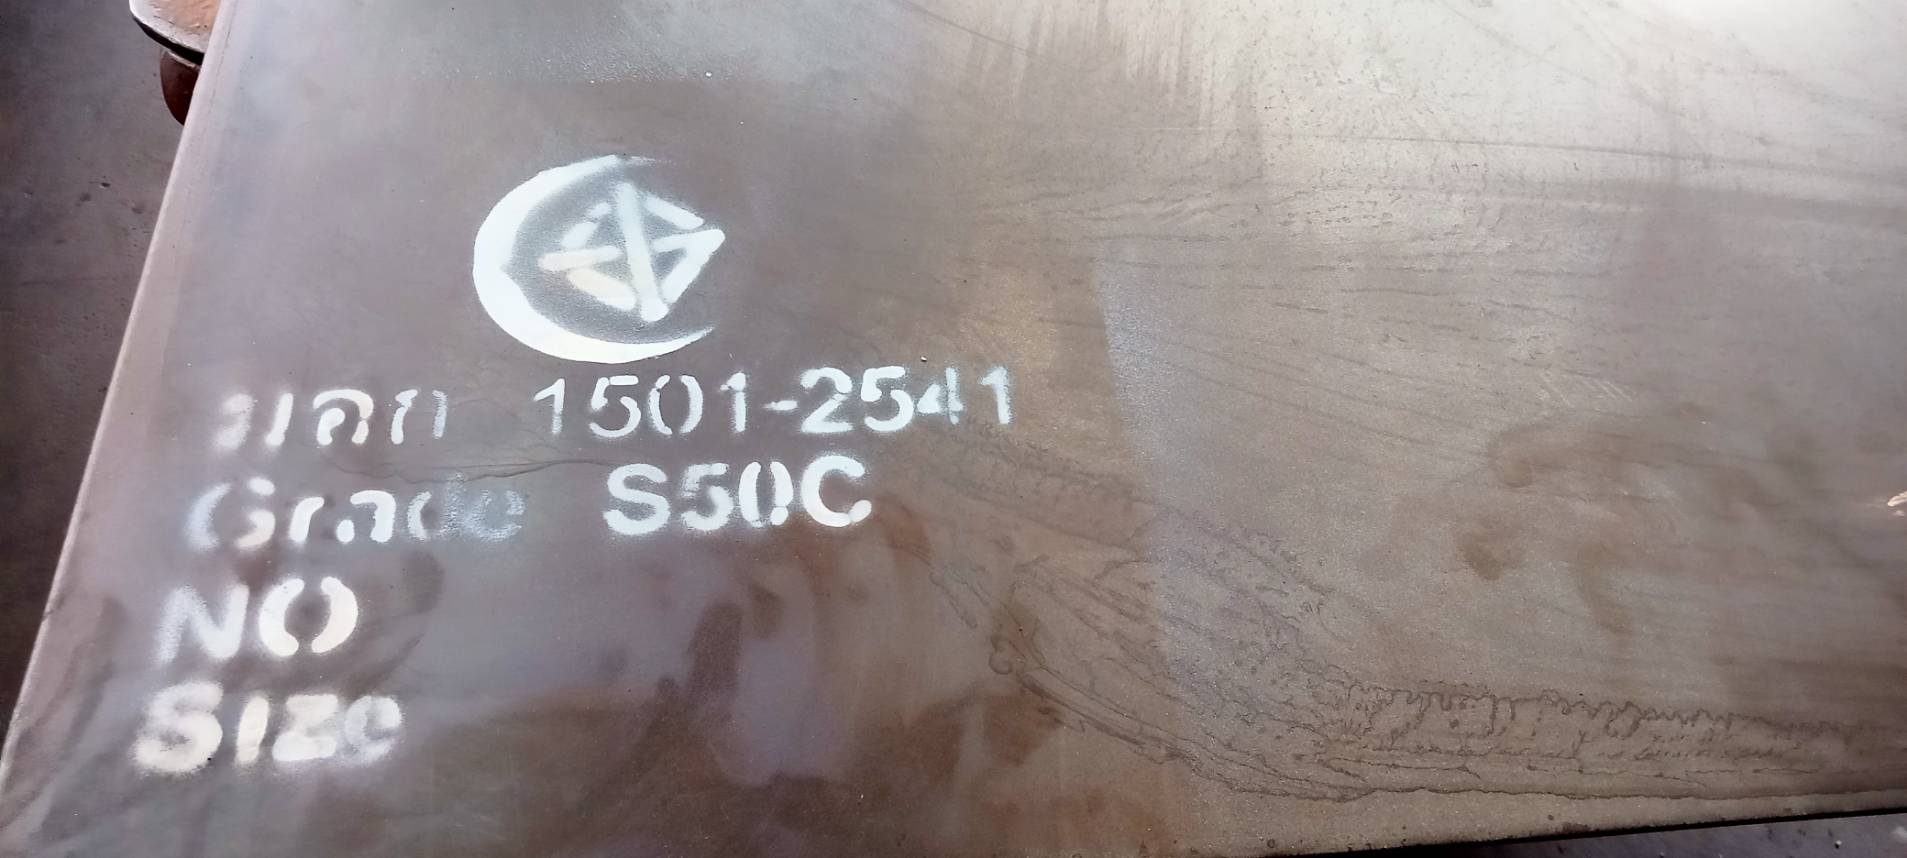 มอก 1501-2541
Grade S50C
NO
Size